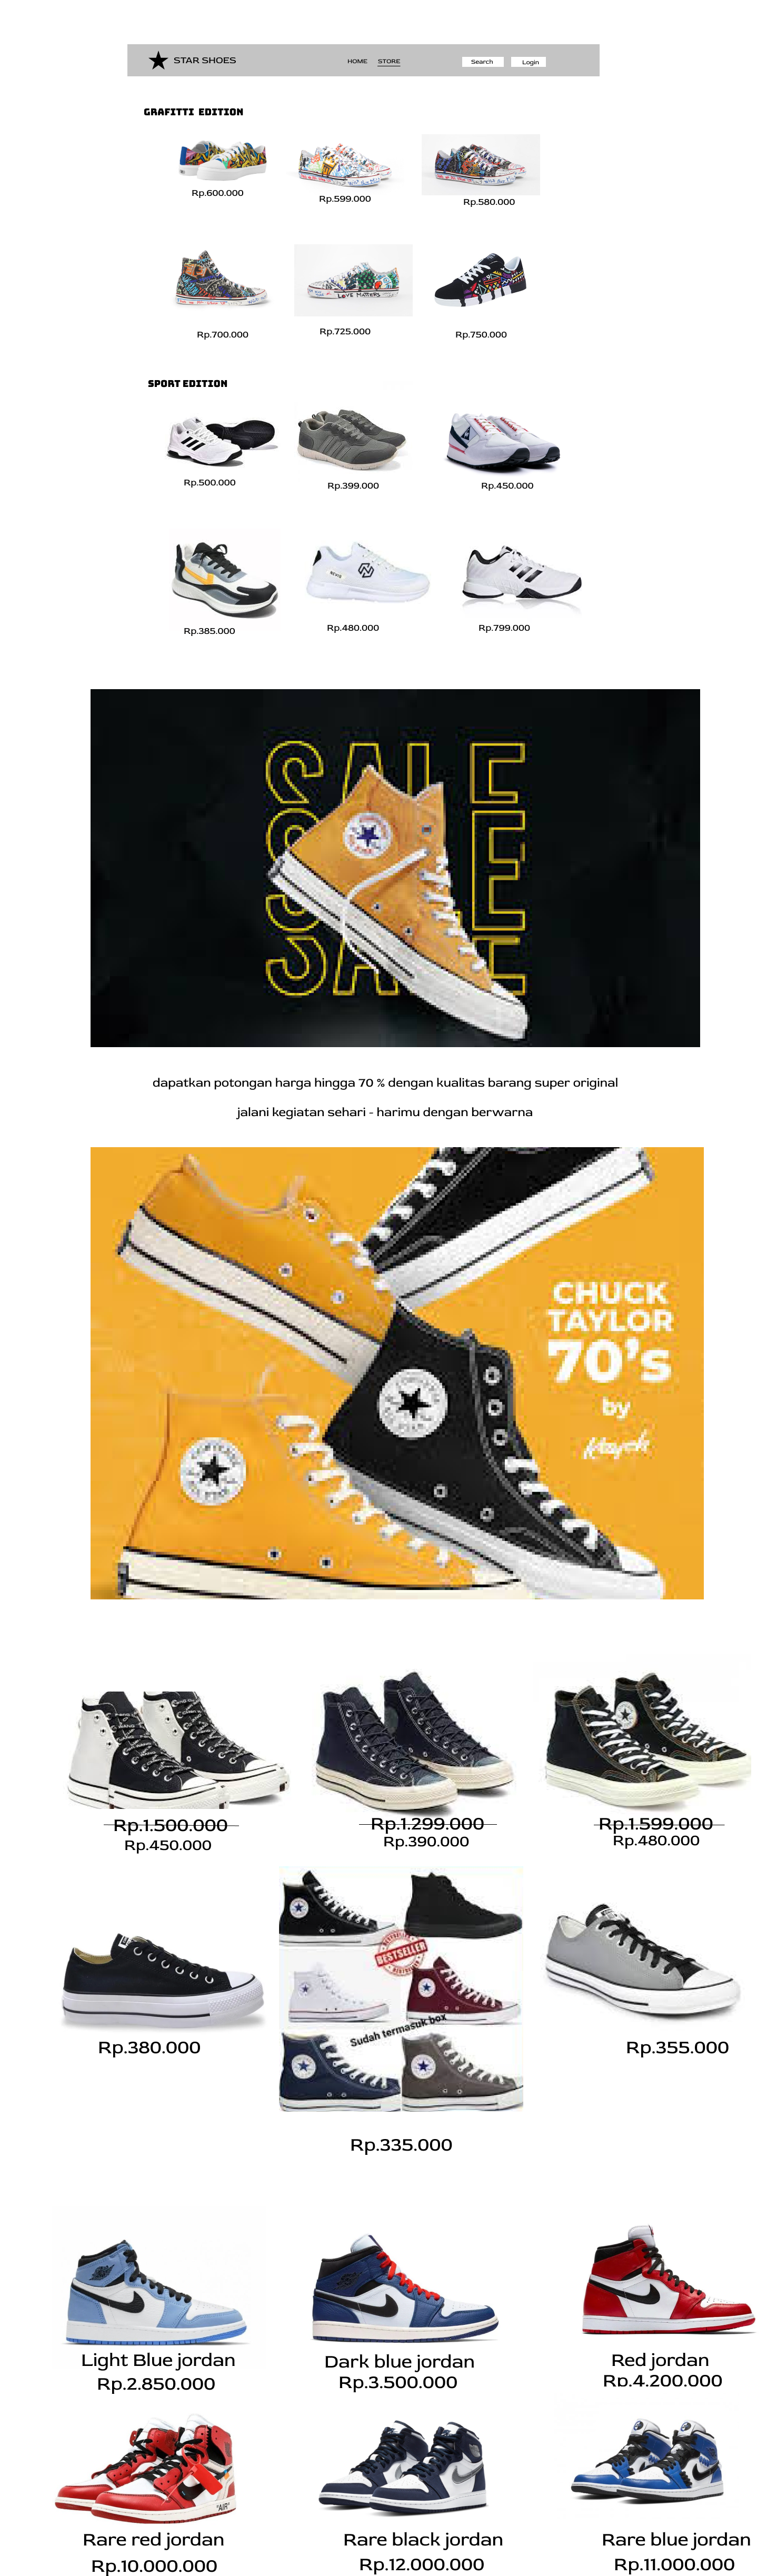 STAR SHOES
HOME STORE
Search Login
GRAFITTI EDITION
Rp.600.000
Rp.599.000
Rp.580.000
LOVE MATTERS
Rp.700.000
Rp.725.000
Rp.750.000
SPORT EDITION
Rp.500.000
Rp.399.000
Rp.450.000
Rp.385.000
Rp.480.000
Rp.799.000
SALE
SALE
SALE
dapatkan potongan harga hingga 70 % dengan kualitas barang super original
jalani kegiatan sehari - harimu dengan berwarna
CHUCK
TAYLOR
70's
by
Rp.1.500.000
Rp.450.000
Rp.1.299.000
Rp.390.000
Rp.1.599.000
Rp.480.000
BESTSELLER
Sudah termasuk box
Rp.380.000
Rp.355.000
Rp.335.000
Light Blue jordan
Rp.2.850.000
Dark blue jordan
Rp.3.500.000
Red jordan
Rp.4.200.000
"AIR"
Rare red jordan
Rp.10.000.000
Rare black jordan
Rp.12.000.000
Rare blue jordan
Rp.11.000.000